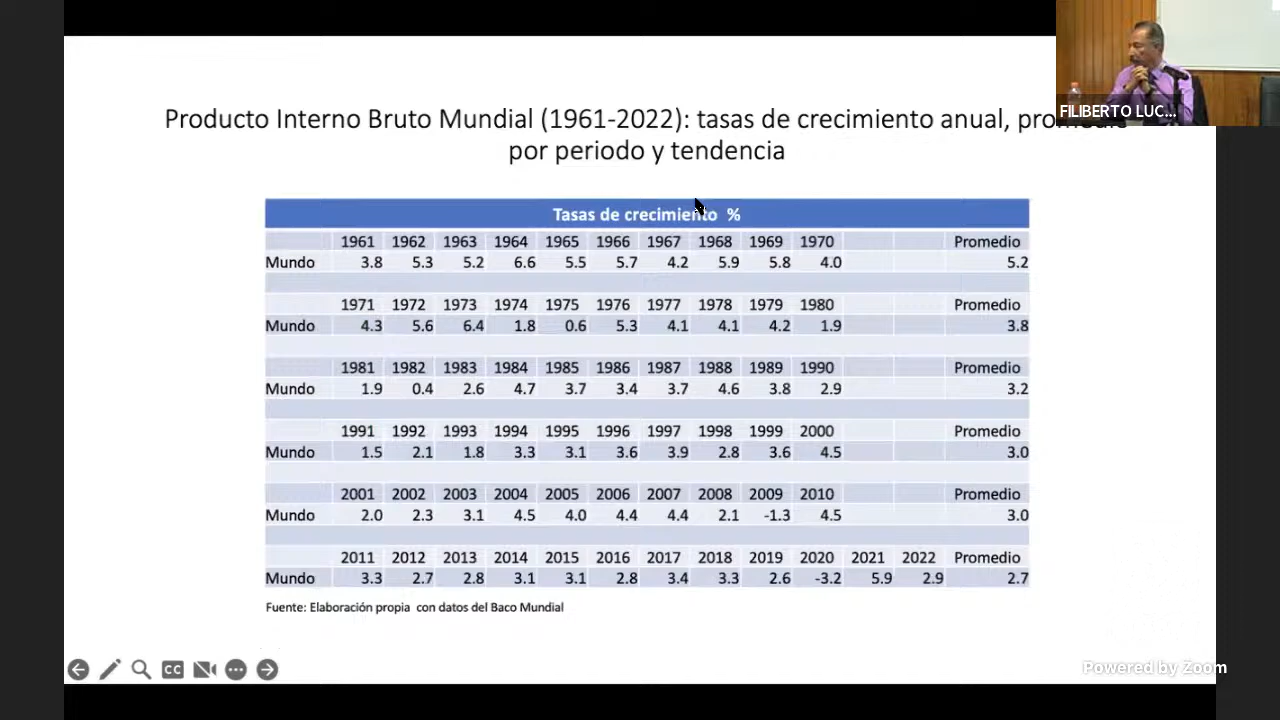 Producto Interno Bruto Mundial (1961-2022): tasas de crecimiento anual,
por periodo y tendencia
FILIBERTO LUC...
Tasas de crecimiento %
1961 1962 1963 1964 1965 1966 1967 1968 1969 1970 Promedio
Mundo 3.8 5.3 5.2 6.6 5.5 5.7 4.2 5.9 5.8 4.0 5.2
1971 1972 1973 1974 1975 1976 1977 1978 1979 1980 Promedio
Mundo 4.3 5.6 6.4 1.8 0.6 5.3 4.1 4.1 4.2 1.9 3.8
1981 1982 1983 1984 1985 1986 1987 1988 1989 1990 Promedio
Mundo 1.9 0.4 2.6 4.7 3.7 3.4 3.7 4.6 3.8 2.9 3.2
1991 1992 1993 1994 1995 1996 1997 1998 1999 2000 Promedio
Mundo 1.5 2.1 1.8 3.3 3.1 3.6 3.9 2.8 3.6 4.5 3.0
2001 2002 2003 2004 2005 2006 2007 2008 2009 2010 Promedio
Mundo 2.0 2.3 3.1 4.5 4.0 4.4 4.4 2.1 -1.3 4.5 3.0
2011 2012 2013 2014 2015 2016 2017 2018 2019 2020 2021 2022 Promedio
Mundo 3.3 2.7 2.8 3.1 3.1 2.8 3.4 3.3 2.6 -3.2 5.9 2.9 2.7
Fuente: Elaboración propia con datos del Baco Mundial
CC
Powered by Zoom